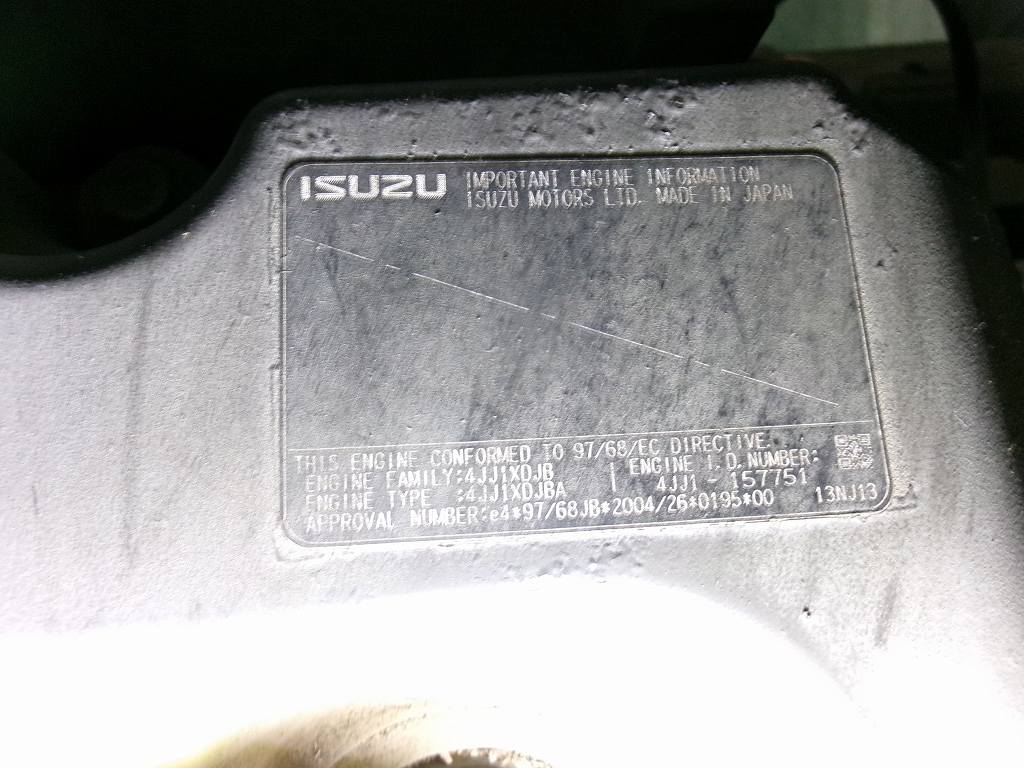 ISUZU IMPORTANT ENGINE INFORMATION
ISUZU MOTORS LTD. MADE IN JAPAN
THIS ENGINE CONFORMED TO 97/68/EC DIRECTIVE.
ENGINE FAMILY:4JJ1XDJB | ENGINE I.D.NUMBER:
ENGINE TYPE :4JJ1XDJBA 4JJ1 - 157751
APPROVAL NUMBER:e4*97/68JB*2004/26*0195*00 13NJ13